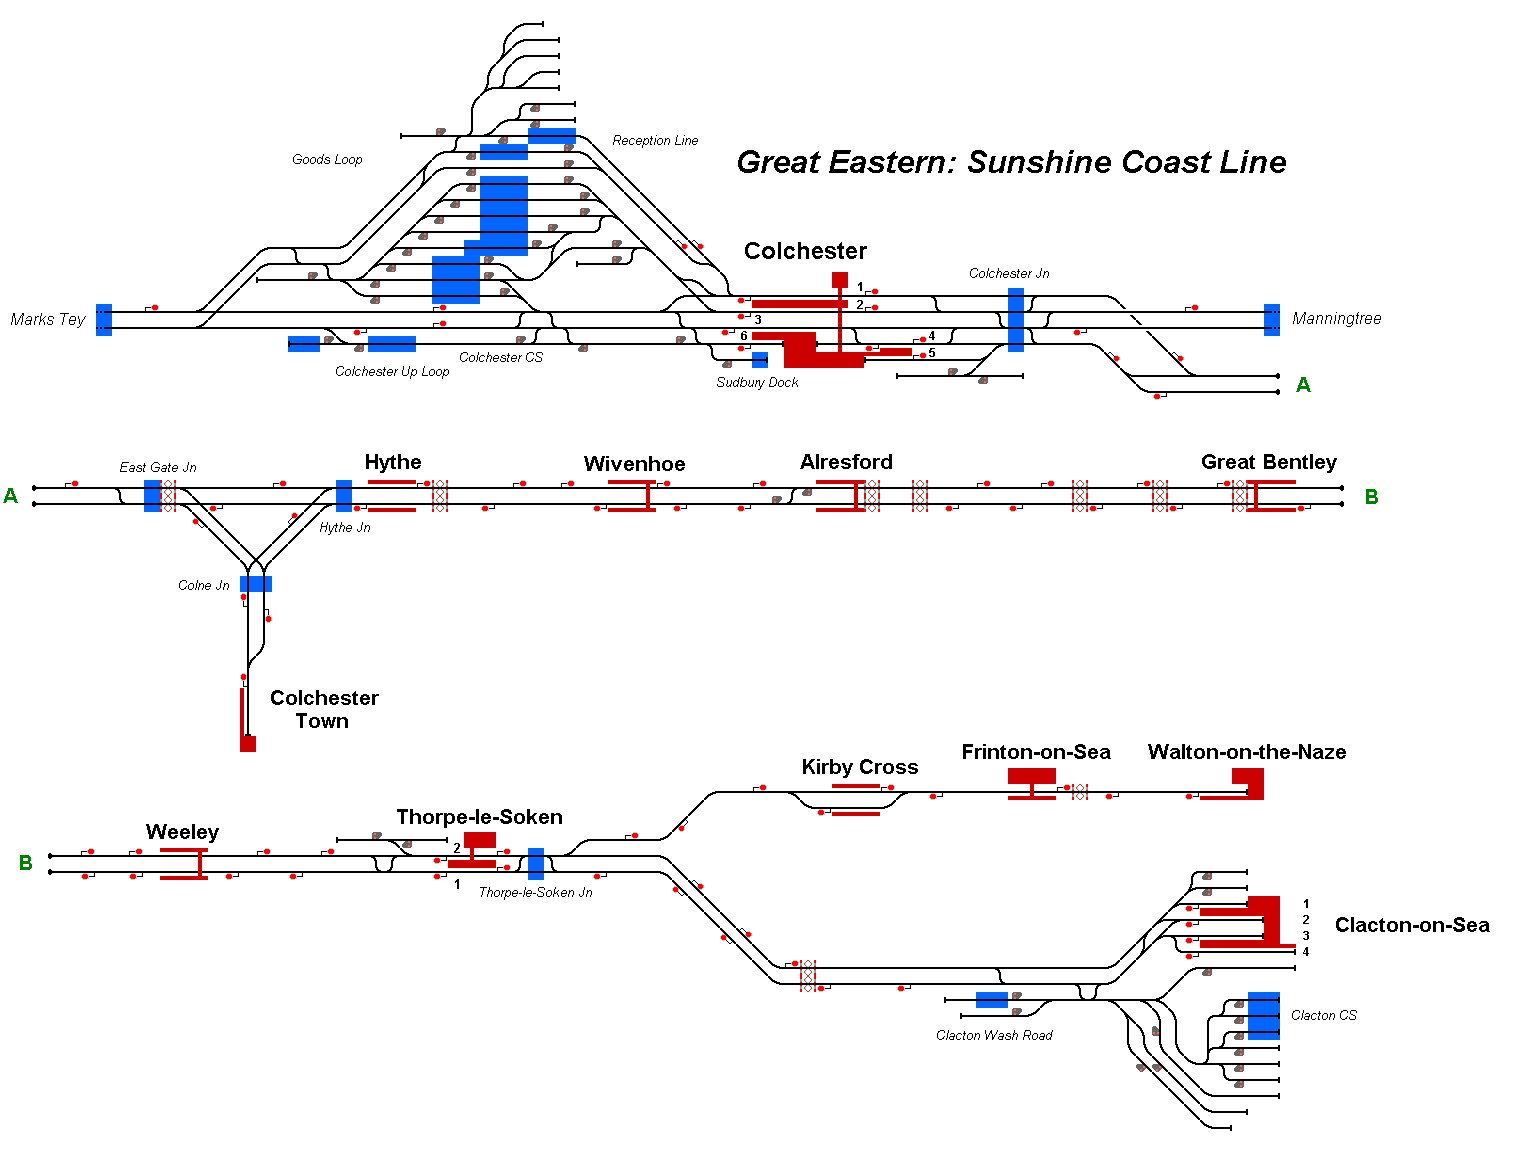 Great Eastern: Sunshine Coast Line
Reception Line
Goods Loop
Colchester
Colchester Jn
1
2
3
4
5
6
Marks Tey
Manningtree
Colchester CS
Colchester Up Loop
Sudbury Dock
A
East Gate Jn
Hythe
Wivenhoe
Alresford
Great Bentley
A
B
Hythe Jn
Colne Jn
Colchester
Town
Kirby Cross
Frinton-on-Sea
Walton-on-the-Naze
Thorpe-le-Soken
Weeley
2
B
1
Thorpe-le-Soken Jn
1
2
3
4
Clacton-on-Sea
Clacton CS
Clacton Wash Road